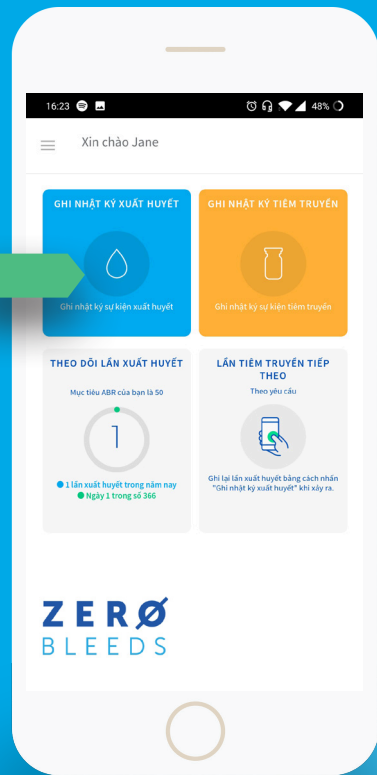 16:23
48%
Xin chào Jane
GHI NHẬT KÝ XUẤT HUYẾT
Ghi nhật ký sự kiện xuất huyết
GHI NHẬT KÝ TIÊM TRUYỀN
Ghi nhật ký sự kiện tiêm truyền
THEO DÕI LẦN XUẤT HUYẾT
Mục tiêu ABR của bạn là 50
1
1 lần xuất huyết trong năm nay
Ngày 1 trong số 366
LẦN TIÊM TRUYỀN TIẾP
THEO
Theo yêu cầu
Ghi lại lần xuất huyết bằng cách nhấn
"Ghi nhật ký xuất huyết" khi xảy ra.
ZERØ
BLEEDS